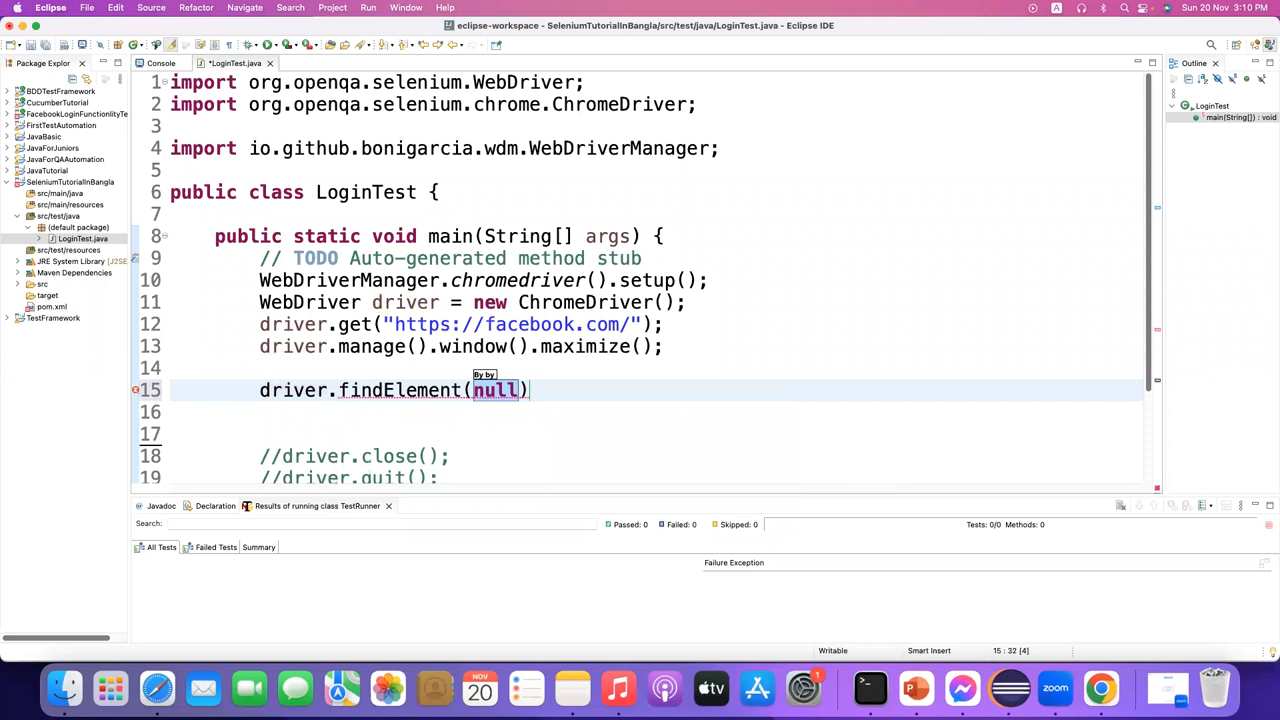 Eclipse File Edit Source Refactor Navigate Search Project Run Window Help
A
Sun 20 Nov 3:10 PM
eclipse-workspace - SeleniumTutorialInBangla/src/test/java/LoginTest.java - Eclipse IDE
Package Explor
Console
*LoginTest.java
Outline
BDDTestFramework
CucumberTutorial
FacebookLoginFunctionlityTe
FirstTestAutomation
JavaBasic
JavaForJuniors
JavaForQAAutomation
JavaTutorial
SeleniumTutorialInBangla
src/main/java
src/main/resources
src/test/java
(default package)
LoginTest.java
src/test/resources
JRE System Library [J2SE
Maven Dependencies
src
target
pom.xml
TestFramework
1 import org.openqa.selenium.WebDriver;
2 import org.openqa.selenium.chrome.ChromeDriver;
3
4 import io.github.bonigarcia.wdm.WebDriverManager;
5
6 public class LoginTest {
7
8 public static void main(String[] args) {
9 // TODO Auto-generated method stub
10 WebDriverManager.chromedriver().setup();
11 WebDriver driver = new ChromeDriver();
12 driver.get("https://facebook.com/");
13 driver.manage().window().maximize();
14
By by
15 driver.findElement(null)
16
17
18 //driver.close();
19 //driver.quit();
LoginTest
main(String[]) : void
Javadoc
Declaration
Results of running class TestRunner
Search:
Passed: 0
Failed: 0
Skipped: 0
Tests: 0/0 Methods: 0
All Tests
Failed Tests
Summary
Failure Exception
Writable
Smart Insert
15 : 32 [4]
NOV
20
tv
1
zoom